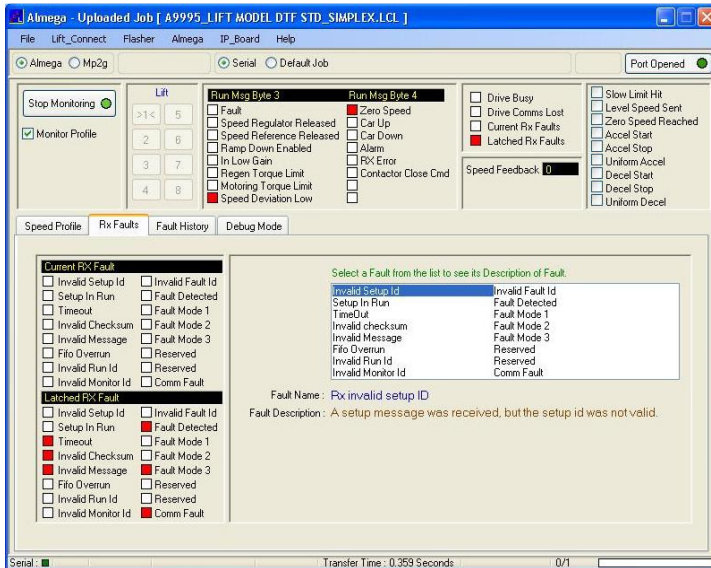 Almega - Uploaded Job [ A9995_LIFT MODEL DTF STD_SIMPLEX.LCL ]
File Lift_Connect Flasher Almega IP_Board Help
Almega Mp2g Serial Default Job Port Opened
Stop Monitoring
Monitor Profile
Lift
>1< 5
2 6
3 7
4 8
Run Msg Byte 3 Run Msg Byte 4
Fault Zero Speed
Speed Regulator Released Car Up
Speed Reference Released Car Down
Ramp Down Enabled Alarm
In Low Gain RX Error
Regen Torque Limit Contactor Close Cmd
Motoring Torque Limit
Speed Deviation Low
Drive Busy
Drive Comms Lost
Current Rx Faults
Latched Rx Faults
Speed Feedback 0
Slow Limit Hit
Level Speed Sent
Zero Speed Reached
Accel Start
Accel Stop
Uniform Accel
Decel Start
Decel Stop
Uniform Decel
Speed Profile Rx Faults Fault History Debug Mode
Current RX Fault
Invalid Setup Id Invalid Fault Id
Setup In Run Fault Detected
Timeout Fault Mode 1
Invalid Checksum Fault Mode 2
Invalid Message Fault Mode 3
Fifo Overrun Reserved
Invalid Run Id Reserved
Invalid Monitor Id Comm Fault
Latched RX Fault
Invalid Setup Id Invalid Fault Id
Setup In Run Fault Detected
Timeout Fault Mode 1
Invalid Checksum Fault Mode 2
Invalid Message Fault Mode 3
Fifo Overrun Reserved
Invalid Run Id Reserved
Invalid Monitor Id Comm Fault
Select a Fault from the list to see its Description of Fault.
Invalid Setup Id Invalid Fault Id
Setup In Run Fault Detected
TimeOut Fault Mode 1
Invalid checksum Fault Mode 2
Invalid Message Fault Mode 3
Fifo Overrun Reserved
Invalid Run Id Reserved
Invalid Monitor Id Comm Fault
Fault Name : Rx invalid setup ID
Fault Description : A setup message was received, but the setup id was not valid.
Serial : Transfer Time : 0.359 Seconds 0/1